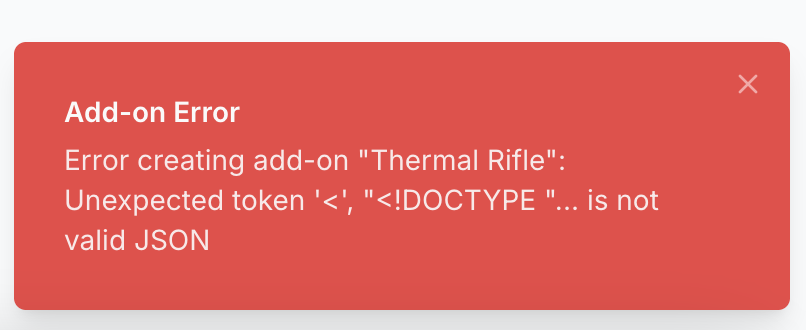 Add-on Error
Error creating add-on "Thermal Rifle":
Unexpected token '<', "<!DOCTYPE "... is not
valid JSON